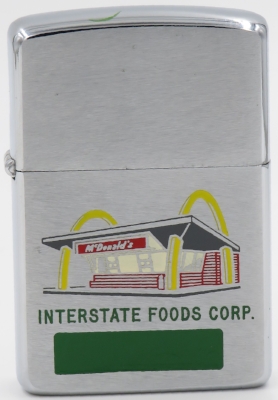 McDonald's
INTERSTATE FOODS CORP.